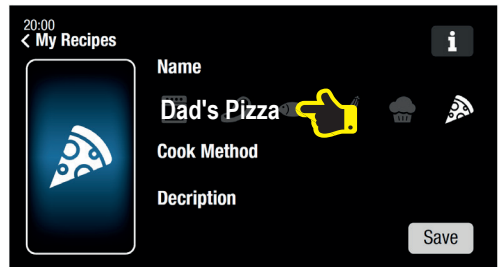 20:00
< My Recipes
i
Name
Dad's Pizza
Cook Method
Decription
Save